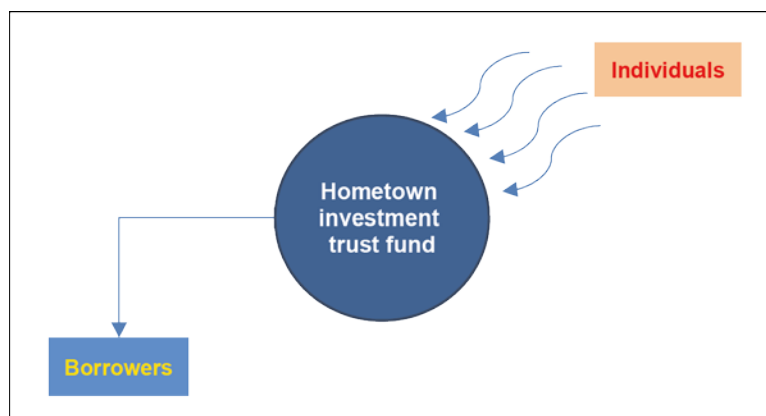 Individuals
Hometown
investment
trust fund
Borrowers